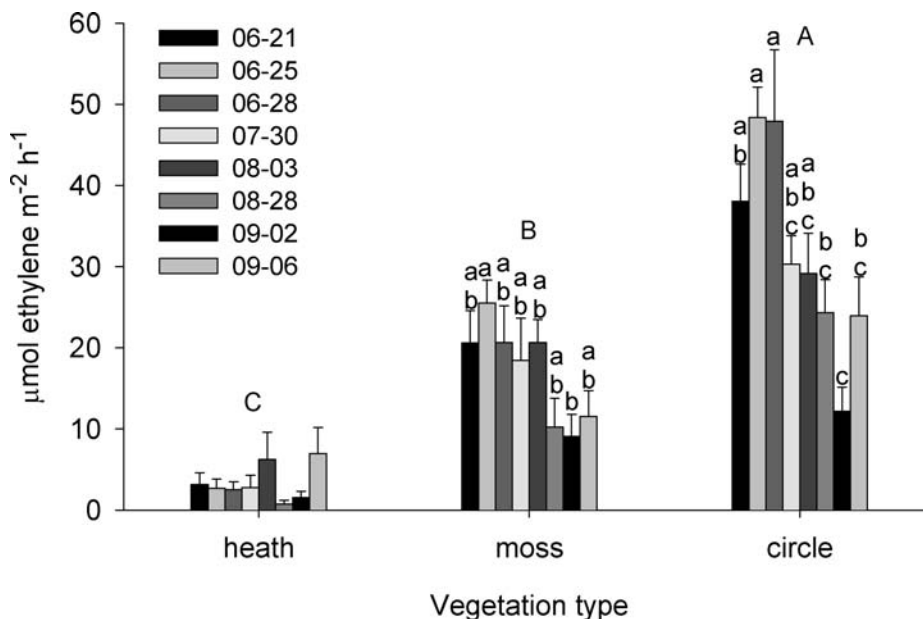 60
50
40
30
20
10
0
μmol ethylene m⁻² h⁻¹
06-21
06-25
06-28
07-30
08-03
08-28
09-02
09-06
C
B
a b
a
a b
a b
a b
a b
b
a b
A
a b
a
a
a b c
a b c
b c
c
b c
heath moss circle
Vegetation type